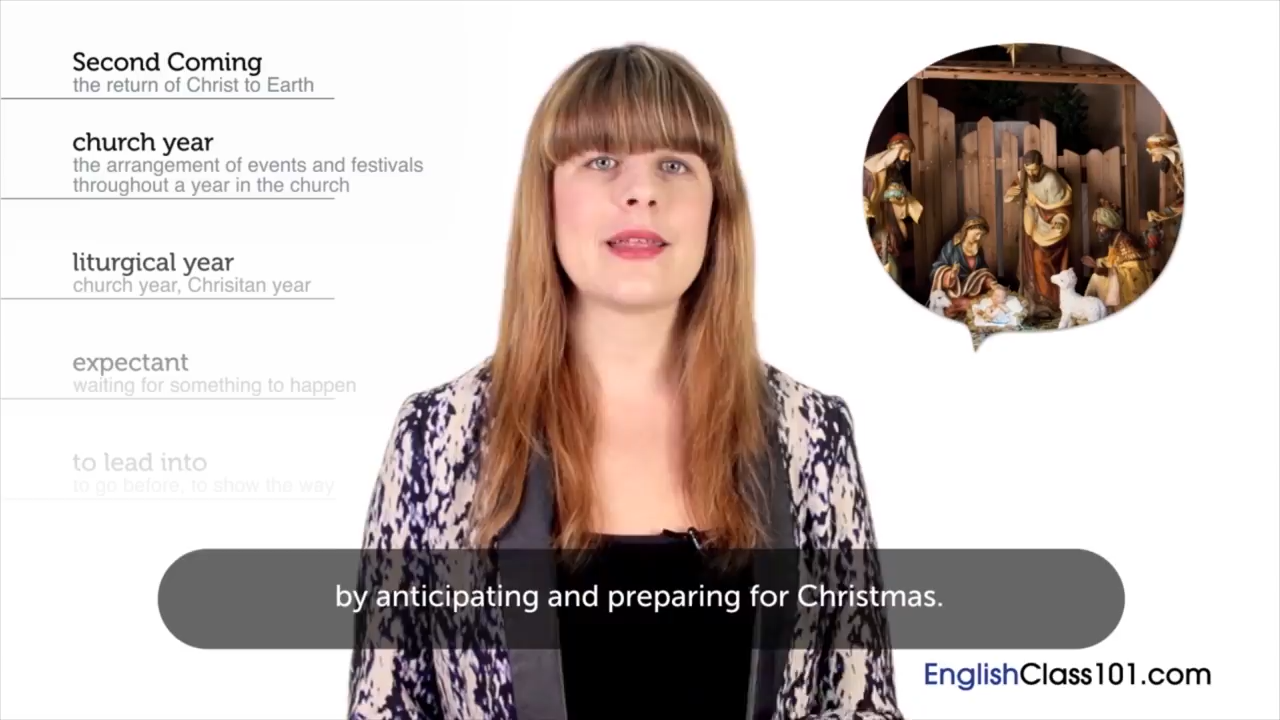 Second Coming
the return of Christ to Earth
church year
the arrangement of events and festivals
throughout a year in the church
liturgical year
church year, Chrisitan year
expectant
waiting for something to happen
to lead into
to go before, to show the way
by anticipating and preparing for Christmas.
EnglishClass101.com